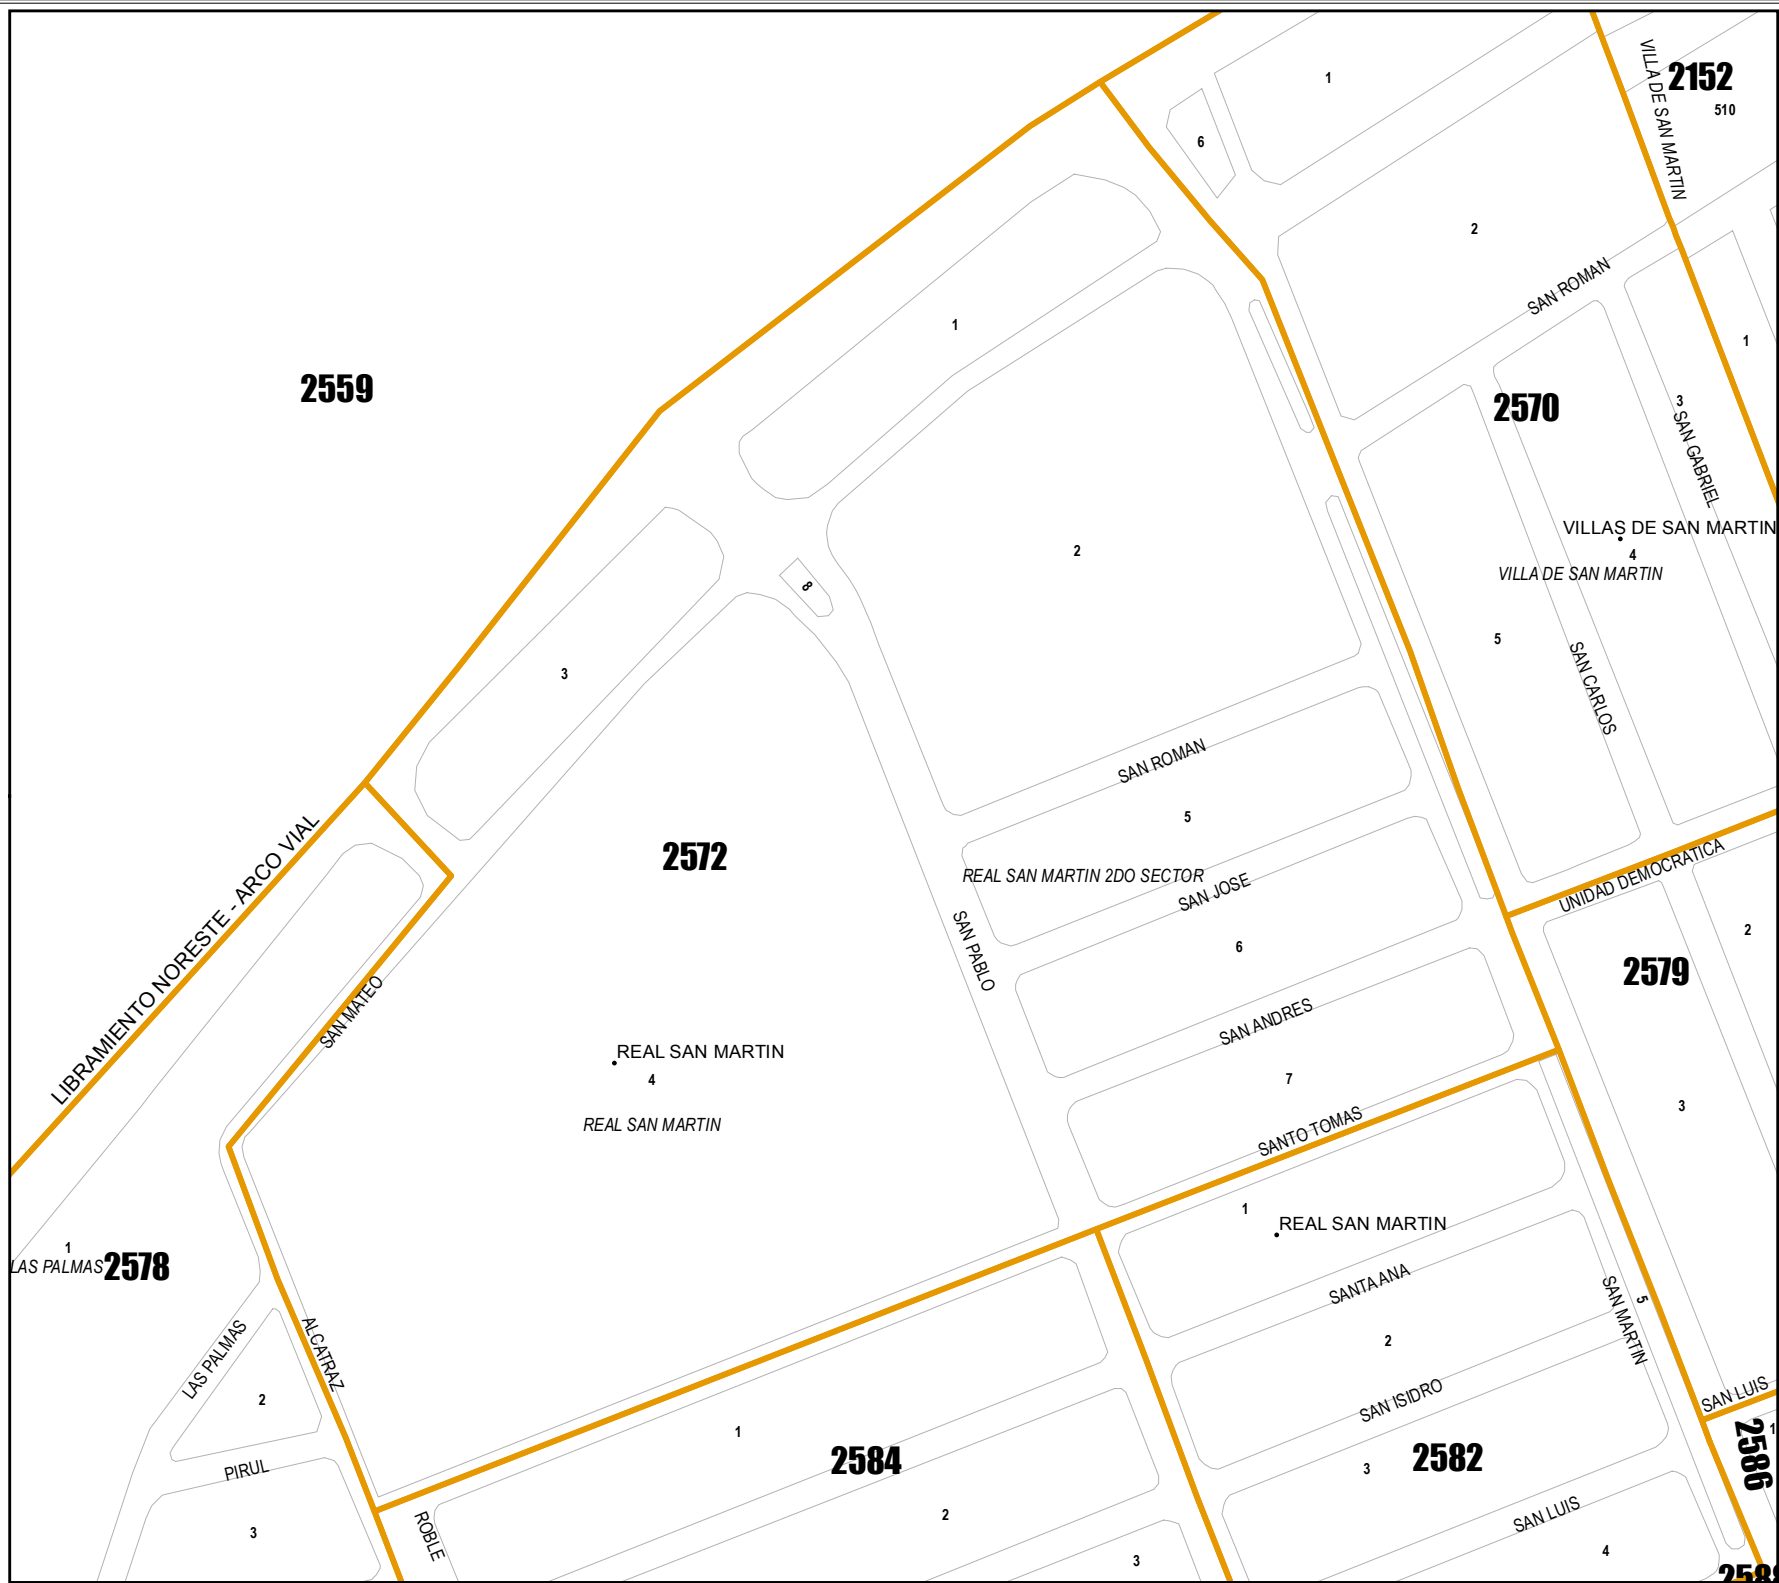 2152
510
VILLA DE SAN MARTIN
1
6
2
SAN ROMAN
1
1
2559
3
2570
SAN GABRIEL
VILLAS DE SAN MARTIN
4
VILLA DE SAN MARTIN
2
8
5
SAN CARLOS
3
SAN ROMAN
5
LIBRAMIENTO NORESTE - ARCO VIAL
2572
REAL SAN MARTIN 2DO SECTOR
SAN JOSE
UNIDAD DEMOCRATICA
SAN PABLO
2
6
2579
SAN MATEO
SAN ANDRES
REAL SAN MARTIN
4
7
3
REAL SAN MARTIN
SANTO TOMAS
1
REAL SAN MARTIN
1
LAS PALMAS
2578
SANTA ANA
SAN MARTIN
5
LAS PALMAS
ALCATRAZ
2
2
SAN ISIDRO
SAN LUIS
1
1
2584
2582
2586
3
PIRUL
2
SAN LUIS
3
ROBLE
3
4